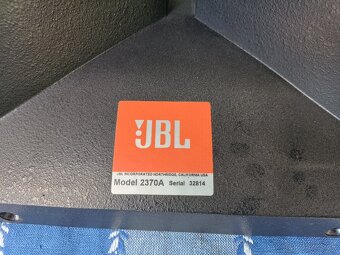 JBL
JBL INCORPORATED NORTHRIDGE, CALIFORNIA USA
Model 2370A Serial 32814